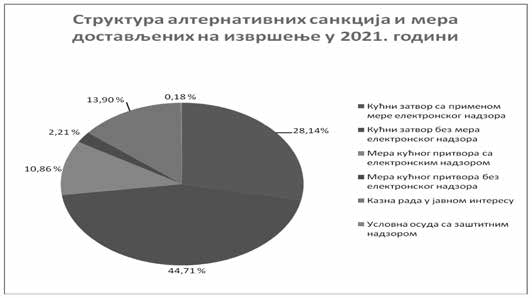 Структура алтернативних санкција и мера
достављених на извршење у 2021. години
0,18 %
13,90 %
2,21 %
10,86 %
28,14%
44,71 %
Кућни затвор са применом
мере електронског надзора
Кућни затвор без мера
електронског надзора
Мера кућног притвора са
електронским надзором
Мера кућног притвора без
електронског надзора
Казна рада у јавном интересу
Условна осуда са заштитним
надзором